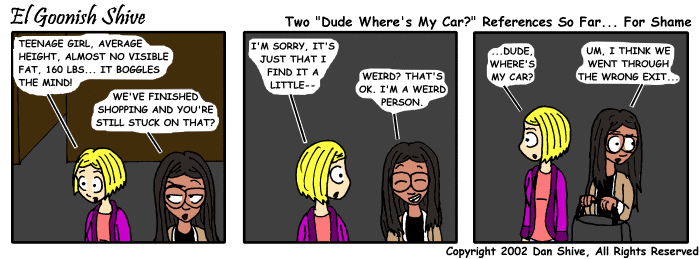 El Goonish Shive
Two "Dude Where's My Car?" References So Far... For Shame
TEENAGE GIRL, AVERAGE
HEIGHT, ALMOST NO VISIBLE
FAT, 160 LBS... IT BOGGLES
THE MIND!
WE'VE FINISHED
SHOPPING AND YOU'RE
STILL STUCK ON THAT?
I'M SORRY, IT'S
JUST THAT I
FIND IT A
LITTLE--
WEIRD? THAT'S
OK. I'M A WEIRD
PERSON.
...DUDE,
WHERE'S
MY CAR?
UM, I THINK WE
WENT THROUGH
THE WRONG EXIT...
Copyright 2002 Dan Shive, All Rights Reserved